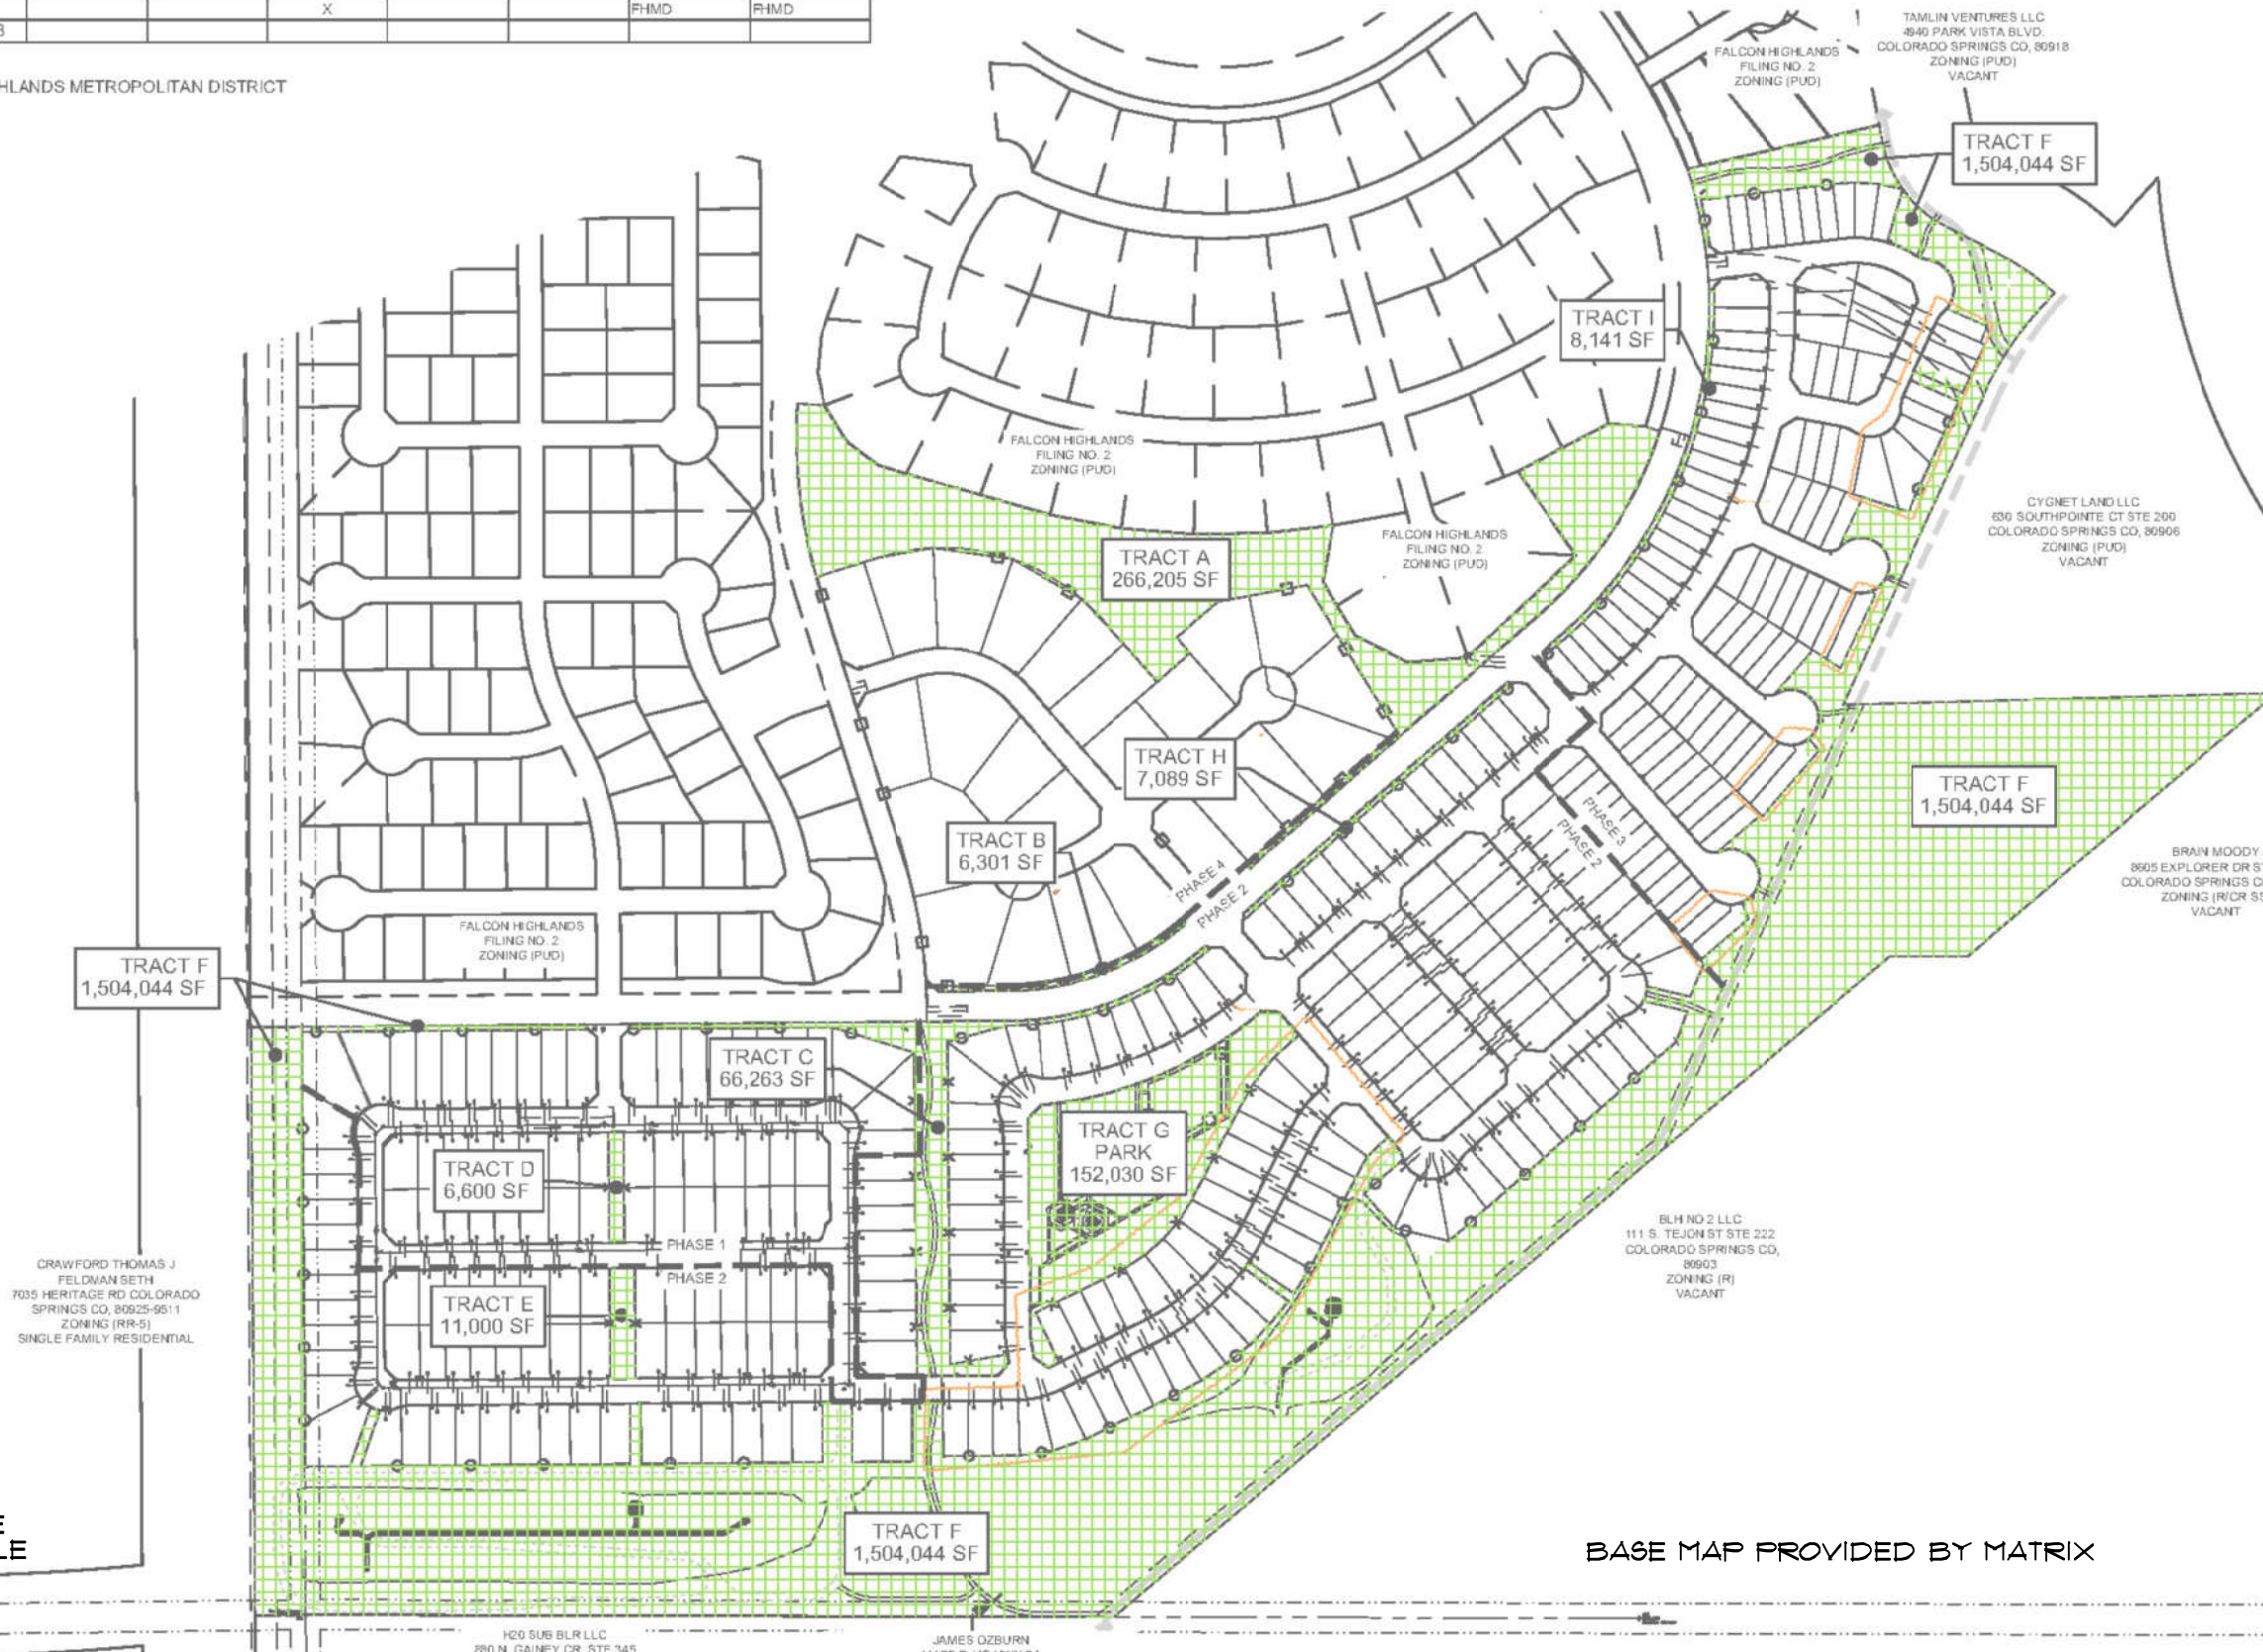 X
FHMD
FHMD
HLANDS METROPOLITAN DISTRICT
FALCON HIGHLANDS
FILING NO. 2
ZONING (PUD)
TAMLIN VENTURES LLC
4940 PARK VISTA BLVD.
COLORADO SPRINGS CO, 80918
ZONING (PUD)
VACANT
TRACT F
1,504,044 SF
TRACT I
8,141 SF
FALCON HIGHLANDS
FILING NO. 2
ZONING (PUD)
CYGNET LAND LLC
630 SOUTHPOINTE CT STE 200
COLORADO SPRINGS CO, 80906
ZONING (PUD)
VACANT
TRACT A
266,205 SF
FALCON HIGHLANDS
FILING NO. 2
ZONING (PUD)
TRACT H
7,089 SF
TRACT F
1,504,044 SF
TRACT B
6,301 SF
PHASE 4
PHASE 2
PHASE 3
PHASE 2
BRAIN MOODY
8605 EXPLORER DR
COLORADO SPRINGS
ZONING (R/CR
VACANT
FALCON HIGHLANDS
FILING NO. 2
ZONING (PUD)
TRACT F
1,504,044 SF
TRACT C
66,263 SF
TRACT G
PARK
152,030 SF
TRACT D
6,600 SF
PHASE 1
PHASE 2
TRACT E
11,000 SF
CRAWFORD THOMAS J
FELDMAN SETH
7035 HERITAGE RD COLORADO
SPRINGS CO, 80925-9511
ZONING (RR-5)
SINGLE FAMILY RESIDENTIAL
BLH NO 2 LLC
111 S. TEJON ST STE 222
COLORADO SPRINGS CO,
80903
ZONING (R)
VACANT
TRACT F
1,504,044 SF
LE
BASE MAP PROVIDED BY MATRIX
H20 SUB BLR LLC
880 N. GAINEY CR. STE 345
JAMES OZBURN